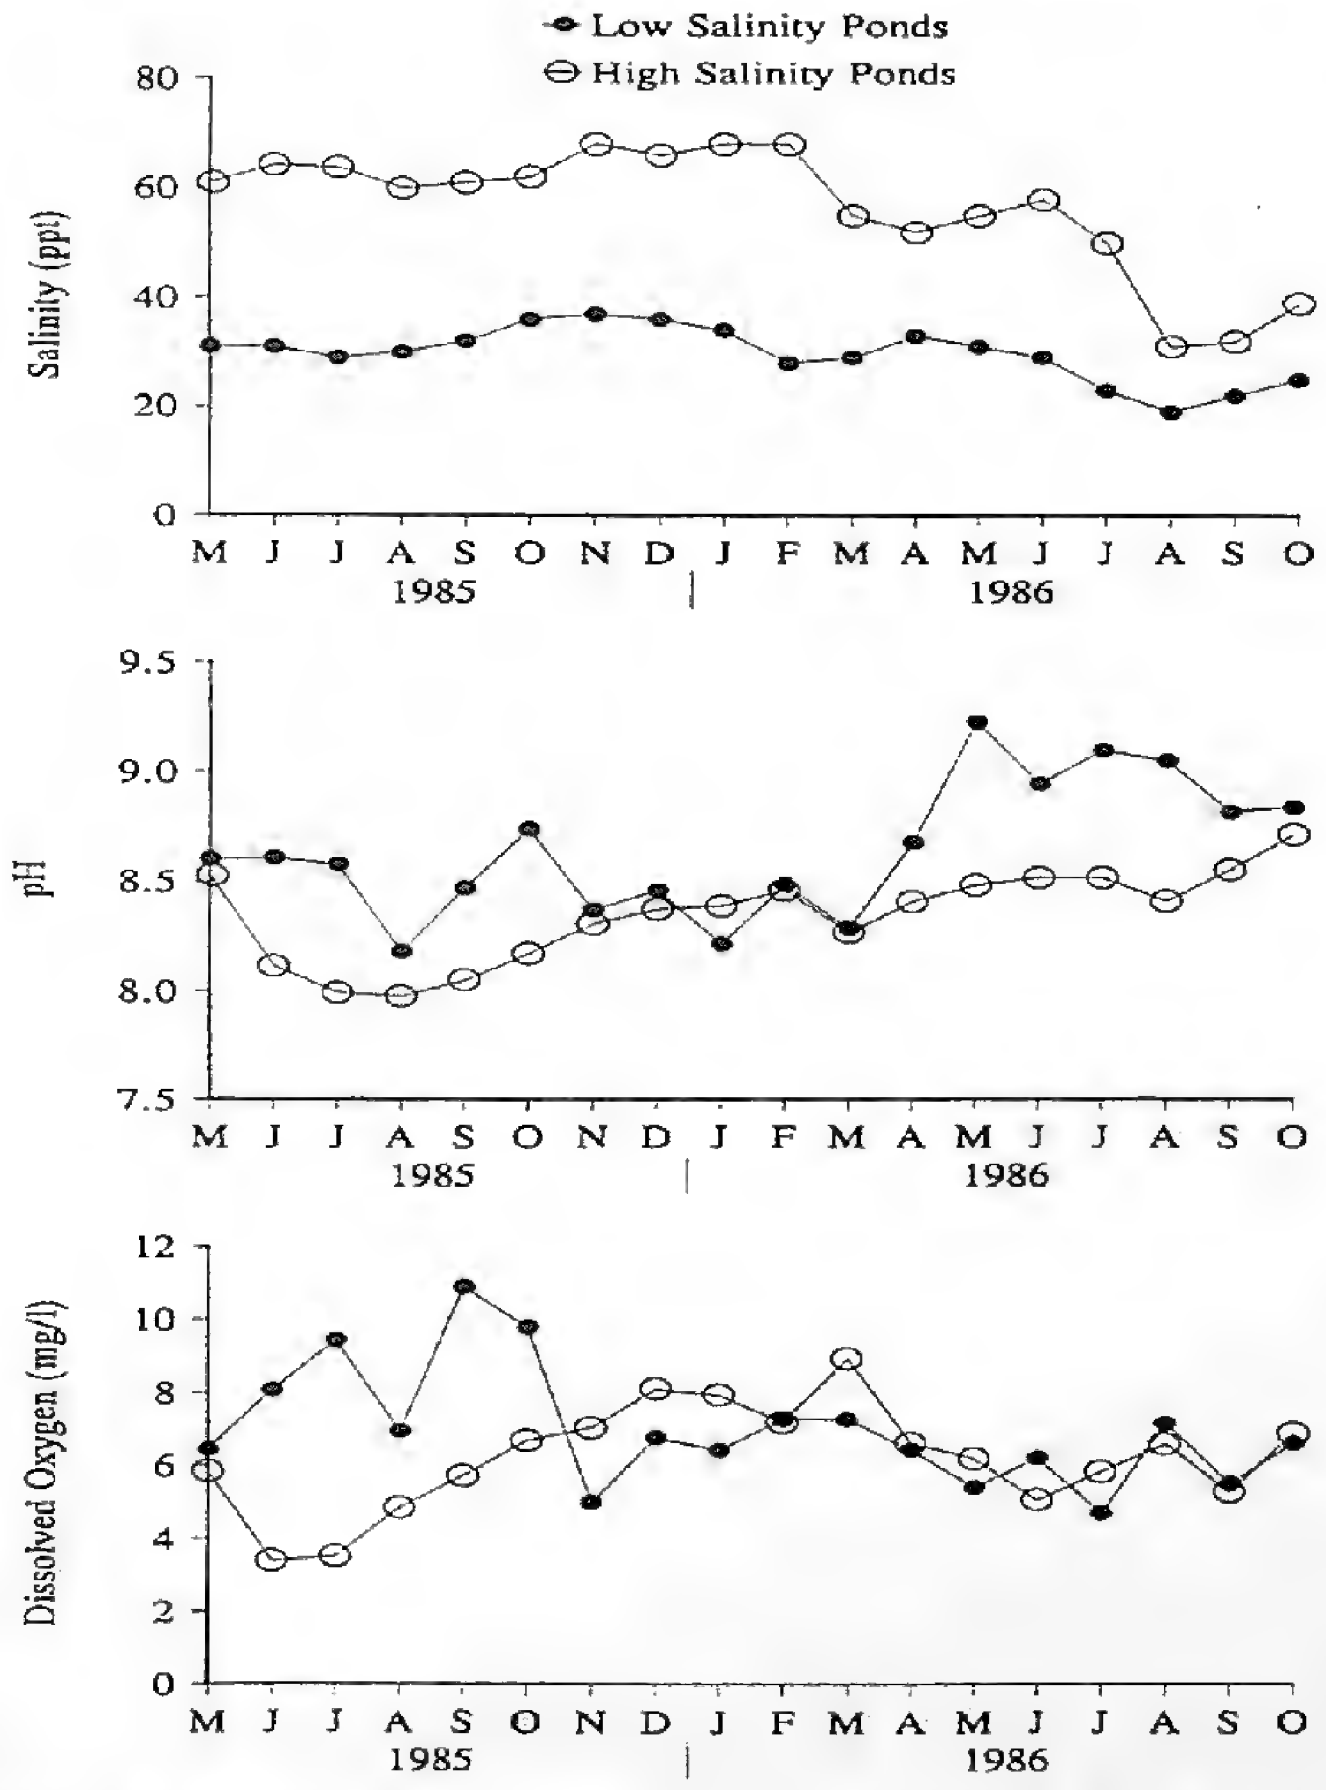 Low Salinity Ponds
High Salinity Ponds
80
60
40
20
0
Salinity (ppt)
M J J A S O N D J F M A M J J A S O
1985 | 1986
9.5
9.0
8.5
8.0
7.5
pH
M J J A S O N D J F M A M J J A S O
1985 | 1986
12
10
8
6
4
2
0
Dissolved Oxygen (mg/l)
M J J A S O N D J F M A M J J A S O
1985 | 1986